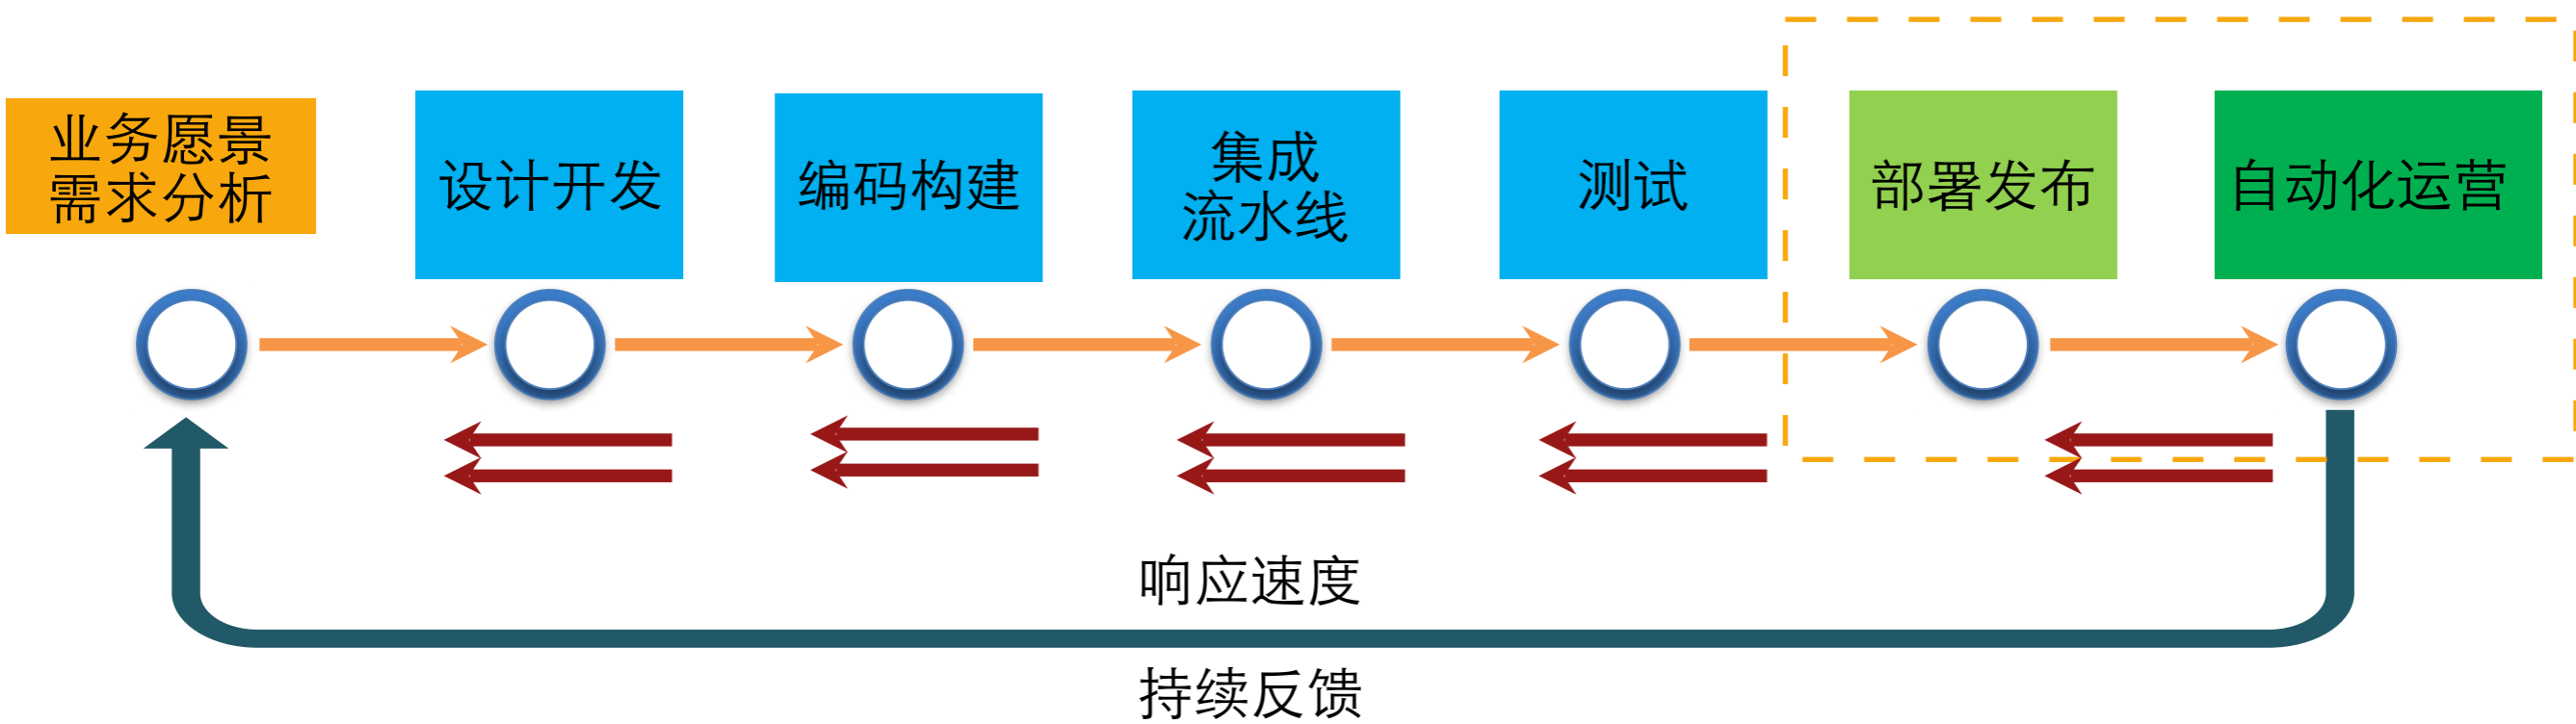 业务愿景
需求分析
设计开发
编码构建
集成
流水线
测试
部署发布
自动化运营
响应速度
持续反馈